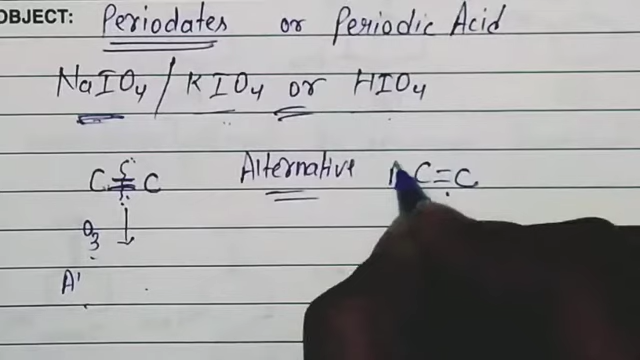 OBJECT: Periodates or Periodic Acid
NaIO4 / KIO4 or HIO4
C C Alternative C=C
O3
A'